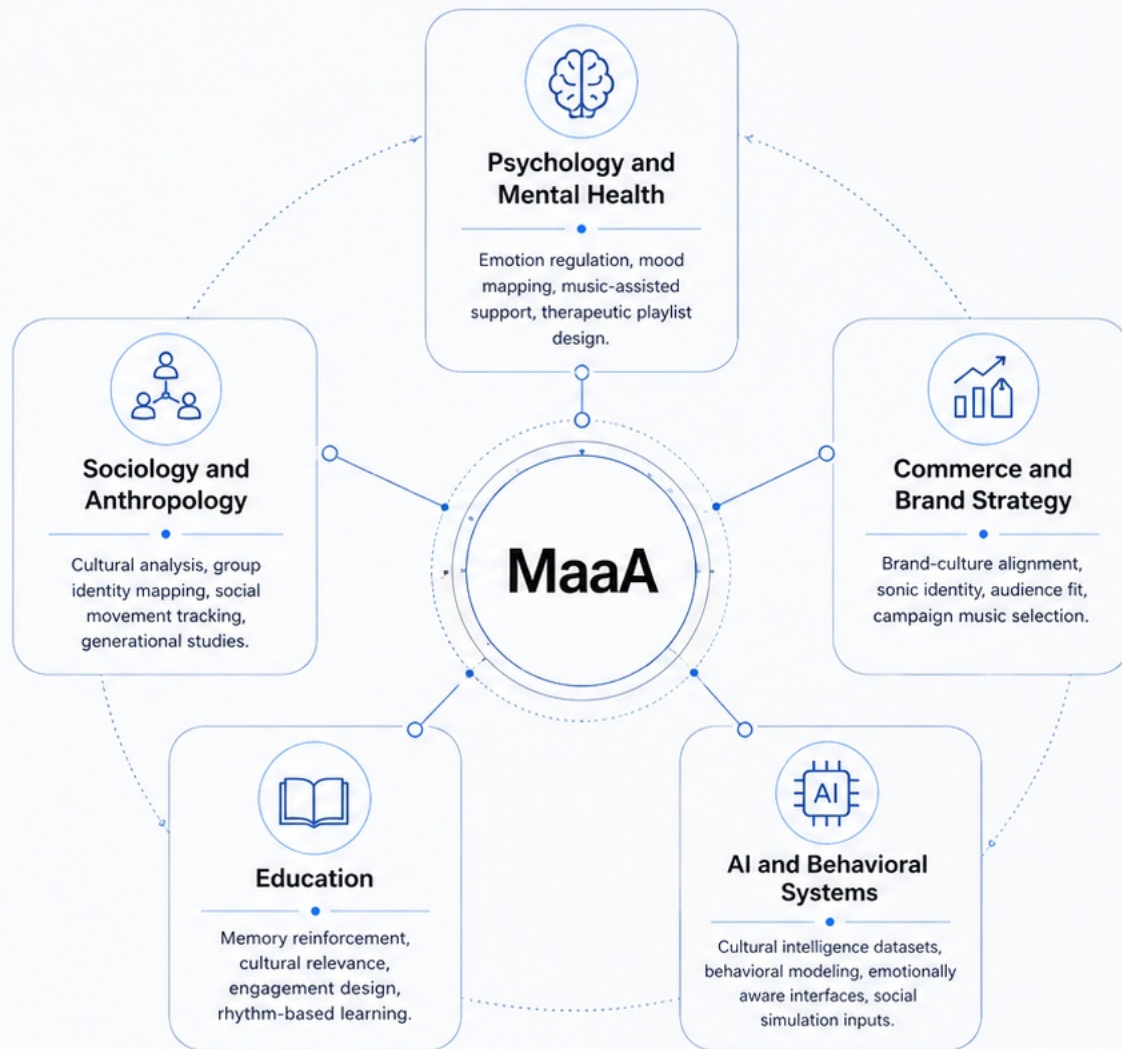 Psychology and
Mental Health
Emotion regulation, mood
mapping, music-assisted
support, therapeutic playlist
design.
Sociology and
Anthropology
Cultural analysis, group
identity mapping, social
movement tracking,
generational studies.
MaaA
Commerce and
Brand Strategy
Brand-culture alignment,
sonic identity, audience fit,
campaign music selection.
Education
Memory reinforcement,
cultural relevance,
engagement design,
rhythm-based learning.
AI
AI and Behavioral
Systems
Cultural intelligence datasets,
behavioral modeling, emotionally
aware interfaces, social
simulation inputs.